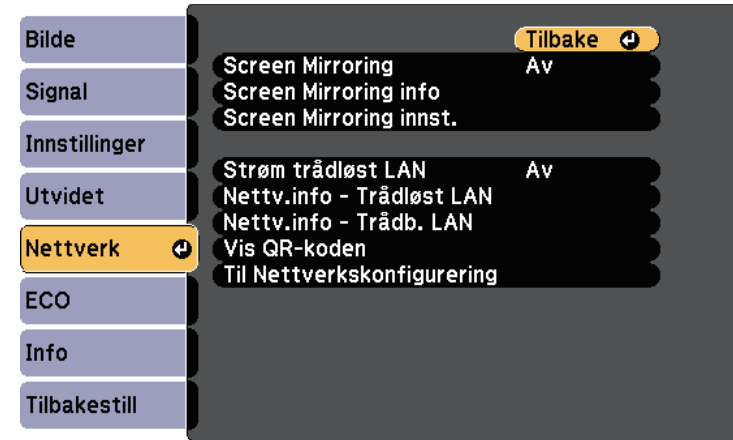 Bilde
Signal
Innstillinger
Utvidet
Nettverk
ECO
Info
Tilbakestill
Tilbake
Screen Mirroring Av
Screen Mirroring info
Screen Mirroring innst.
Strøm trådløst LAN Av
Nettv.info - Trådløst LAN
Nettv.info - Trådb. LAN
Vis QR-koden
Til Nettverkskonfigurering